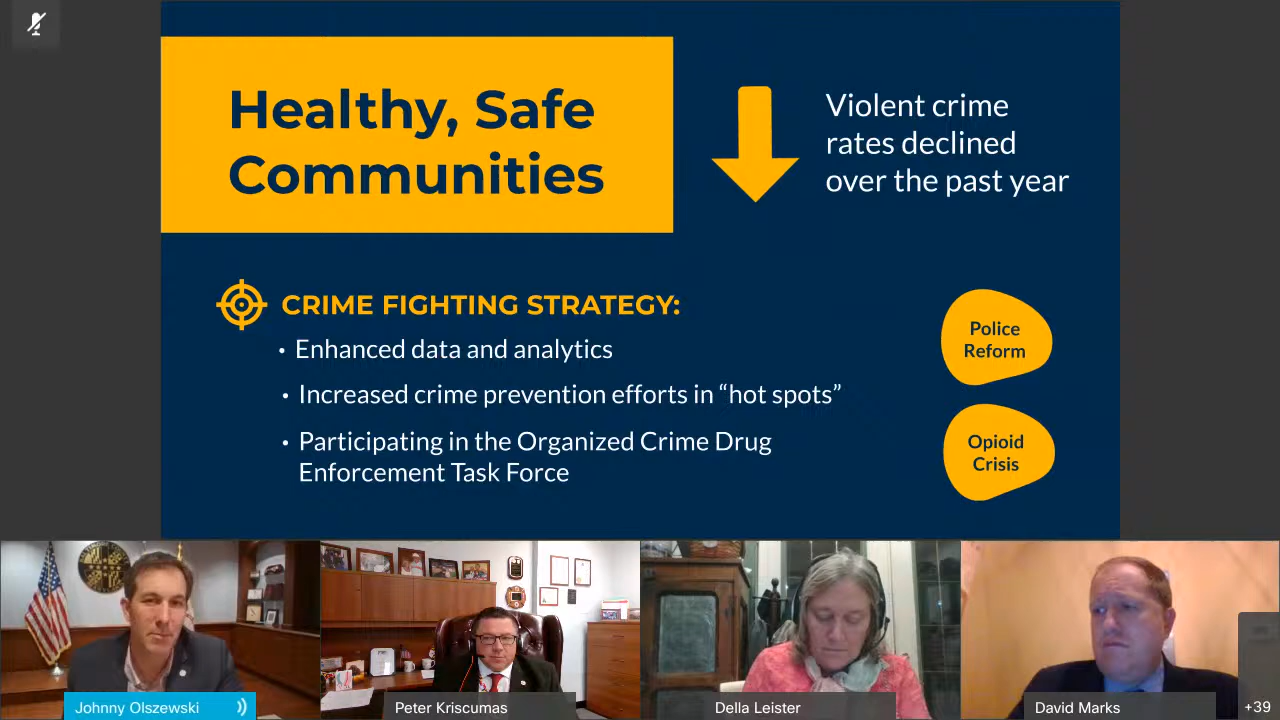 Healthy, Safe
Communities
Violent crime
rates declined
over the past year
CRIME FIGHTING STRATEGY:
• Enhanced data and analytics
• Increased crime prevention efforts in “hot spots”
• Participating in the Organized Crime Drug
Enforcement Task Force
Police
Reform
Opioid
Crisis
Johnny Olszewski
Peter Kriscumas
Della Leister
David Marks
+39